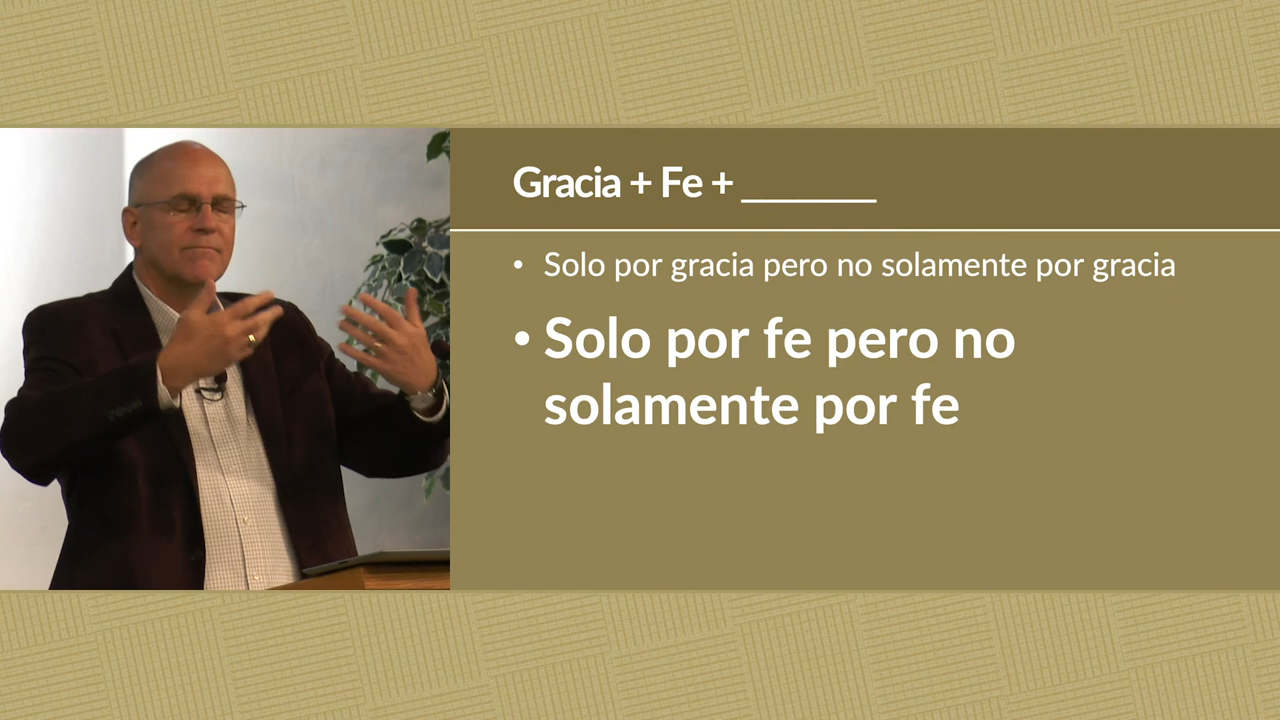 Gracia + Fe + _______
• Solo por gracia pero no solamente por gracia
• Solo por fe pero no
solamente por fe